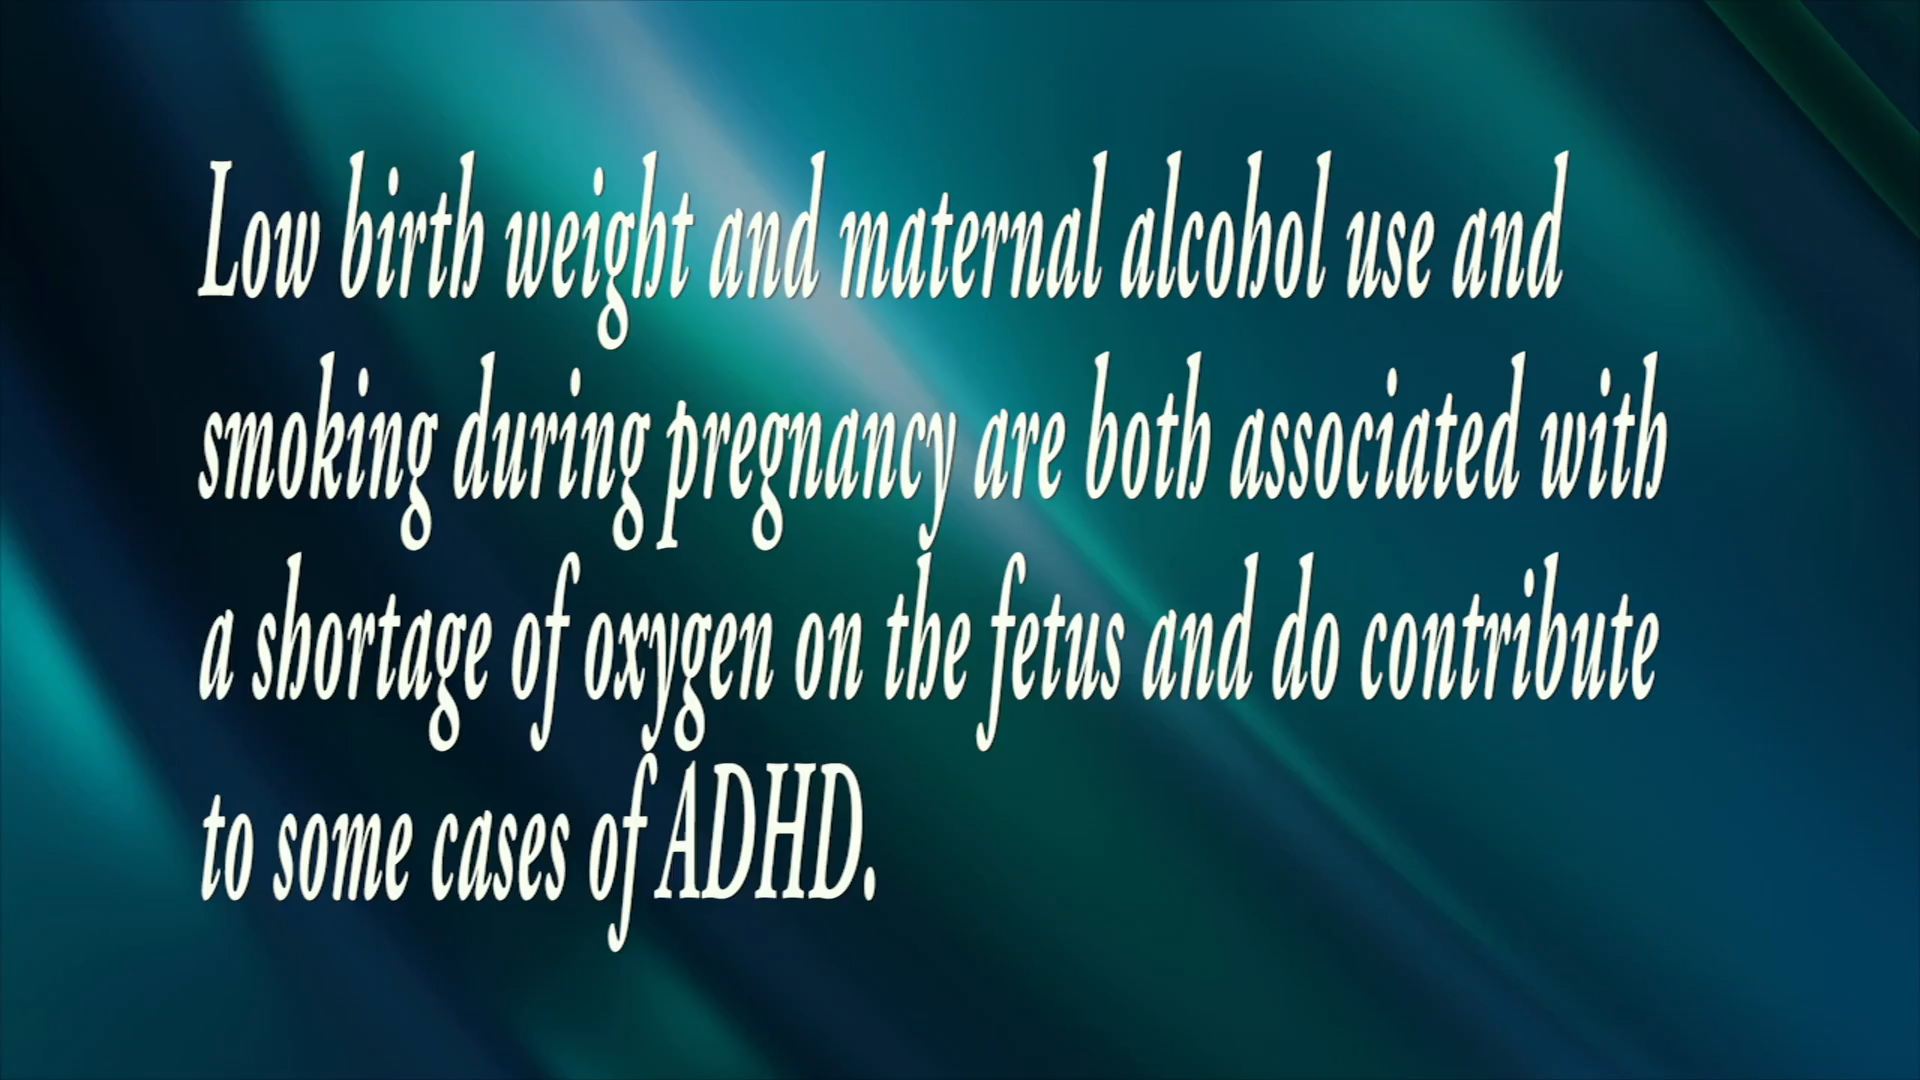 Low birth weight and maternal alcohol use and
smoking during pregnancy are both associated with
a shortage of oxygen on the fetus and do contribute
to some cases of ADHD.